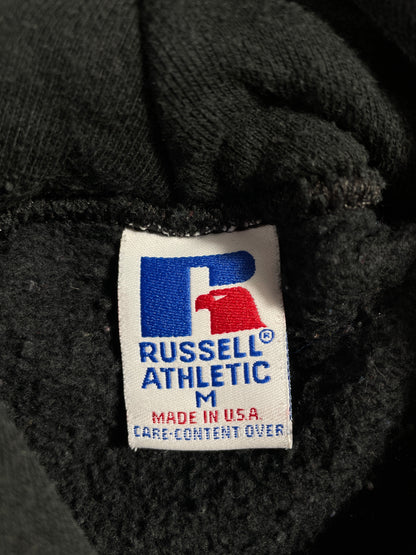 RUSSELL®
ATHLETIC
M
MADE IN U.S.A.
CARE-CONTENT OVER